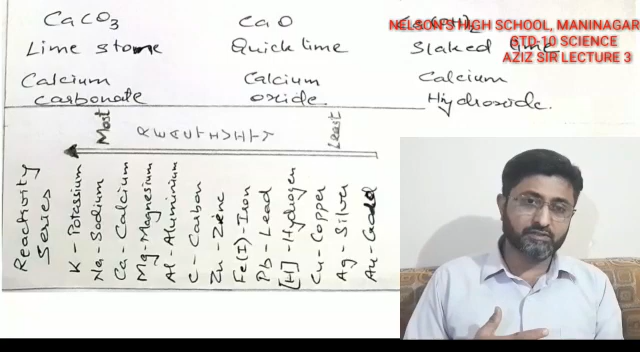 NELSON'S HIGH SCHOOL, MANINAGAR
STD-10 SCIENCE
AZIZ SIR LECTURE 3
CaCO3 CaO
Lime stone Quick lime Slaked
Calcium Calcium Calcium
carbonate oxide. Hydroxide.
Reactivity
Series
Most REACTIVITY Least
K - Potassium
Na - Sodium
Ca - Calcium
Mg - Magnesium
Al - Aluminium
C - Carbon
Zn - Zinc
Fe(I) - Iron
Pb - Lead
[H] - Hydrogen
Cu - Copper
Ag - Silver
Au - Gold